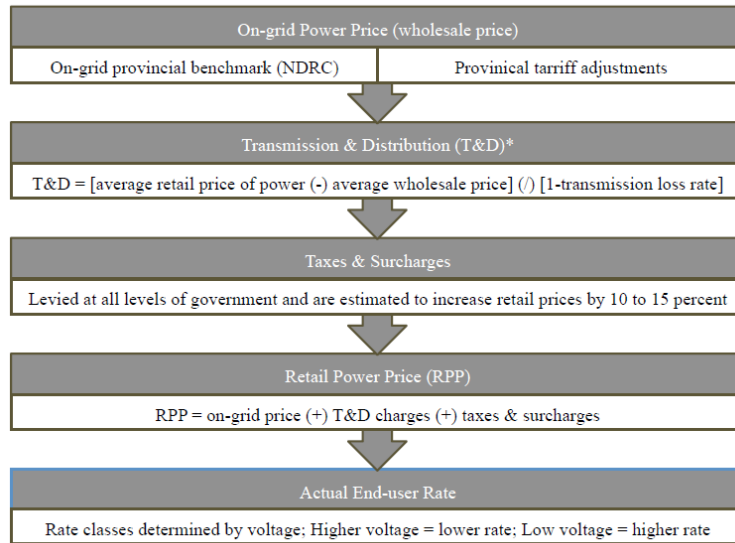 On-grid Power Price (wholesale price)
On-grid provincial benchmark (NDRC)
Provinical tarriff adjustments
Transmission & Distribution (T&D)*
T&D = [average retail price of power (-) average wholesale price] (/) [1-transmission loss rate]
Taxes & Surcharges
Levied at all levels of government and are estimated to increase retail prices by 10 to 15 percent
Retail Power Price (RPP)
RPP = on-grid price (+) T&D charges (+) taxes & surcharges
Actual End-user Rate
Rate classes determined by voltage; Higher voltage = lower rate; Low voltage = higher rate